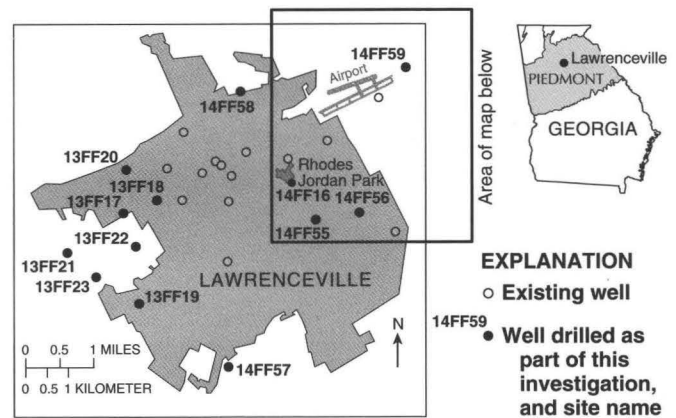 14FF59
Airport
14FF58
13FF20
13FF18
13FF17
Rhodes
Jordan Park
14FF16
14FF56
14FF55
13FF22
13FF21
13FF23
LAWRENCEVILLE
13FF19
14FF57
N
0 0.5 1 MILES
0 0.5 1 KILOMETER
Area of map below
Lawrenceville
PIEDMONT
GEORGIA
EXPLANATION
Existing well
14FF59
Well drilled as
part of this
investigation,
and site name